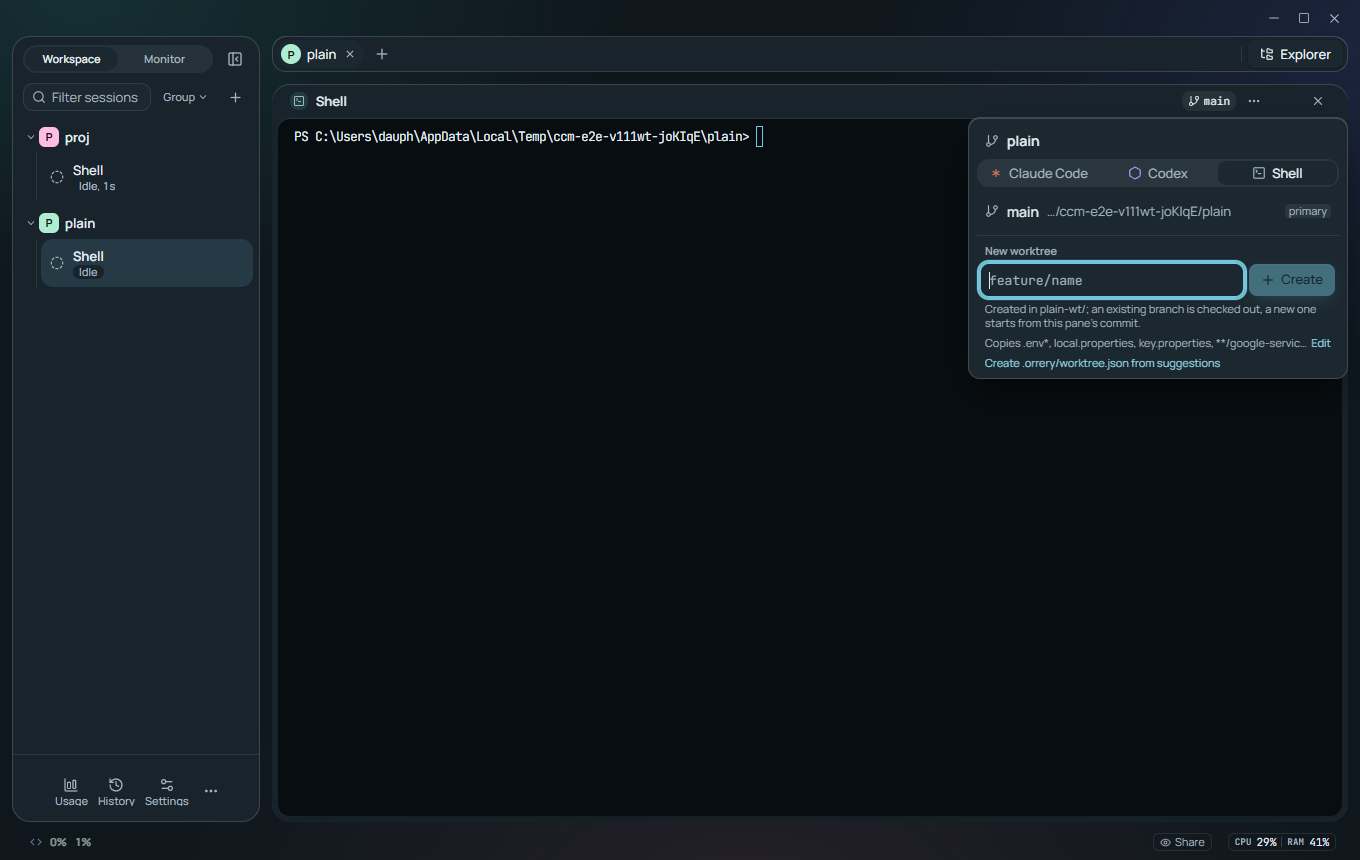 Workspace Monitor
Filter sessions Group
P proj
Shell
Idle, 1s
P plain
Shell
Idle
Usage History Settings
0% 1%
P plain
Explorer
Shell
main
PS C:\Users\dauph\AppData\Local\Temp\ccm-e2e-v111wt-joKIqE\plain>
plain
Claude Code Codex Shell
main …/ccm-e2e-v111wt-joKIqE/plain primary
New worktree
feature/name + Create
Created in plain-wt/; an existing branch is checked out, a new one
starts from this pane's commit.
Copies .env*, local.properties, key.properties, **/google-servic… Edit
Create .orrery/worktree.json from suggestions
Share CPU 29% RAM 41%